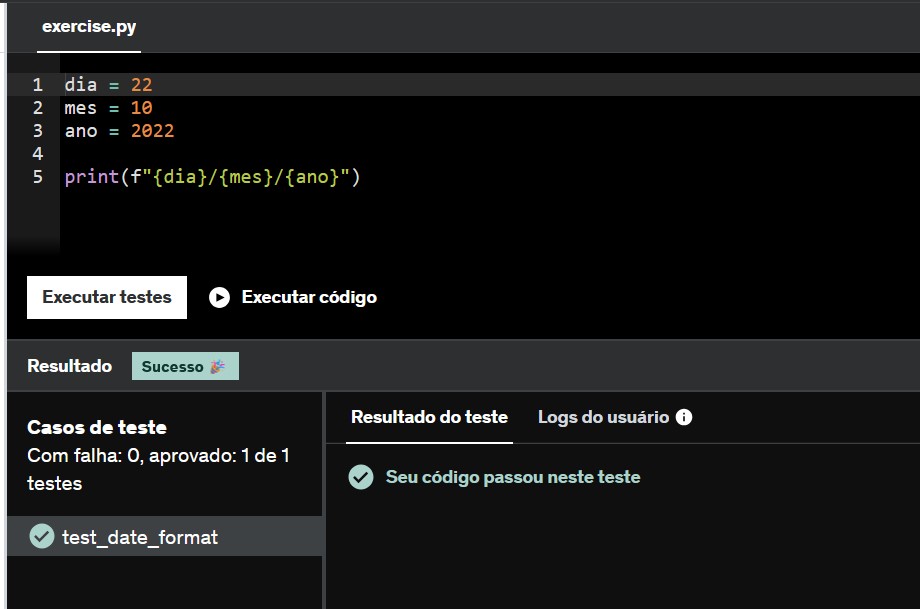 exercise.py
1 dia = 22
2 mes = 10
3 ano = 2022
4
5 print(f"{dia}/{mes}/{ano}")
Executar testes Executar código
Resultado Sucesso 🎉
Casos de teste
Com falha: 0, aprovado: 1 de 1
testes
test_date_format
Resultado do teste Logs do usuário
Seu código passou neste teste